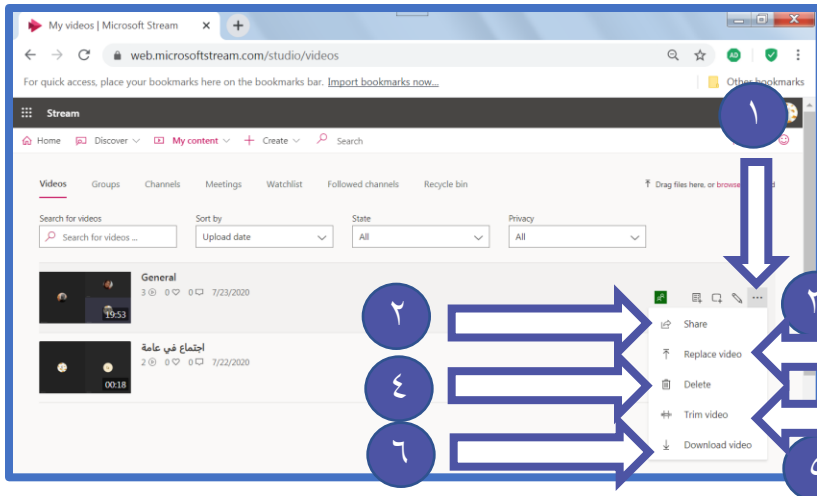 My videos | Microsoft Stream
web.microsoftstream.com/studio/videos
For quick access, place your bookmarks here on the bookmarks bar. Import bookmarks now...
Other bookmarks
Stream
١
Home Discover My content Create Search
Videos Groups Channels Meetings Watchlist Followed channels Recycle bin
Drag files here, or browse
Search for videos Sort by State Privacy
Search for videos ... Upload date All All
General
3 0 0 7/23/2020
19:53
٢
Share
٣
Replace video
اجتماع في عامة
2 0 0 7/22/2020
00:18
٤
Delete
Trim video
٥
٦
Download video